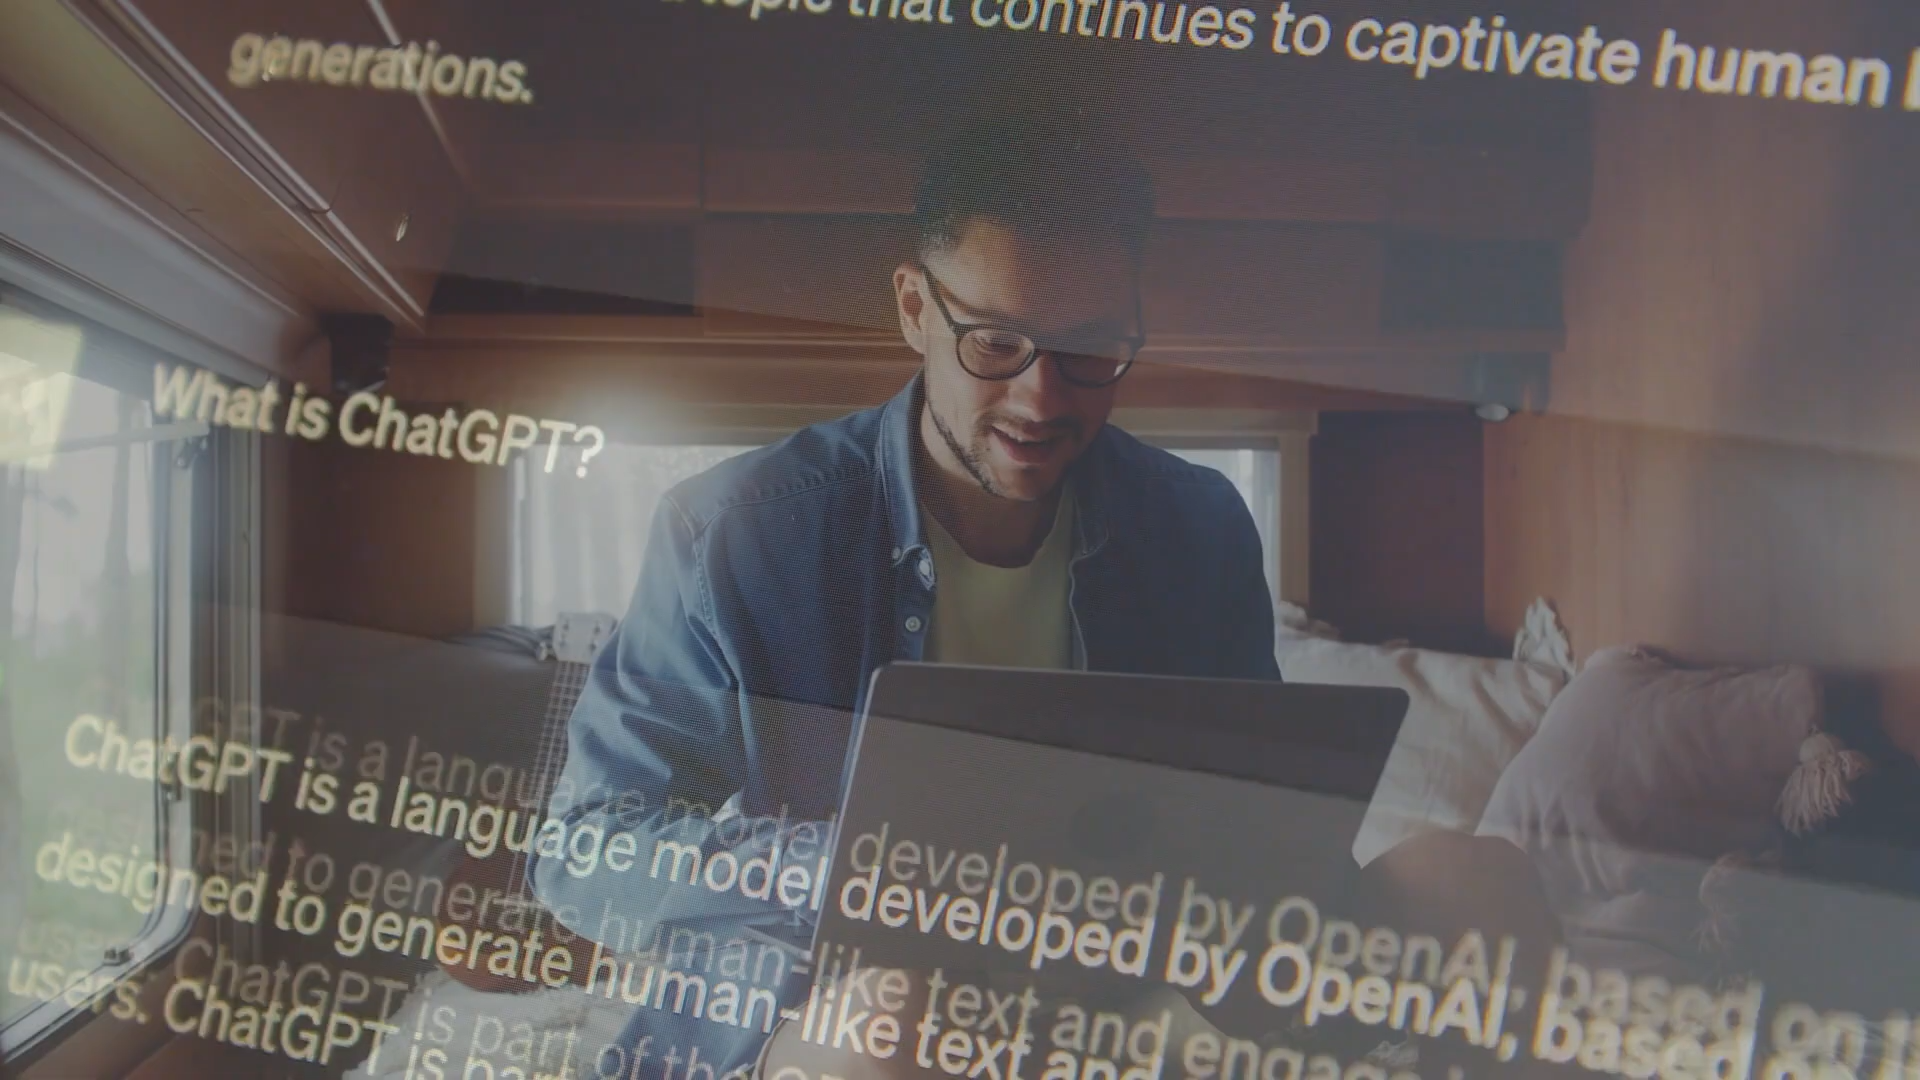 that continues to captivate human
generations.
What is ChatGPT?
ChatGPT is a language model developed by OpenAI, based on
designed to generate human-like text and engage
users. ChatGPT is part of the